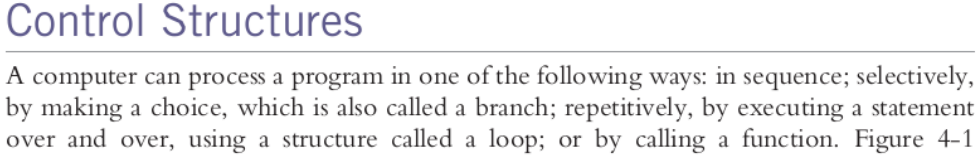 Control Structures
A computer can process a program in one of the following ways: in sequence; selectively,
by making a choice, which is also called a branch; repetitively, by executing a statement
over and over, using a structure called a loop; or by calling a function. Figure 4-1